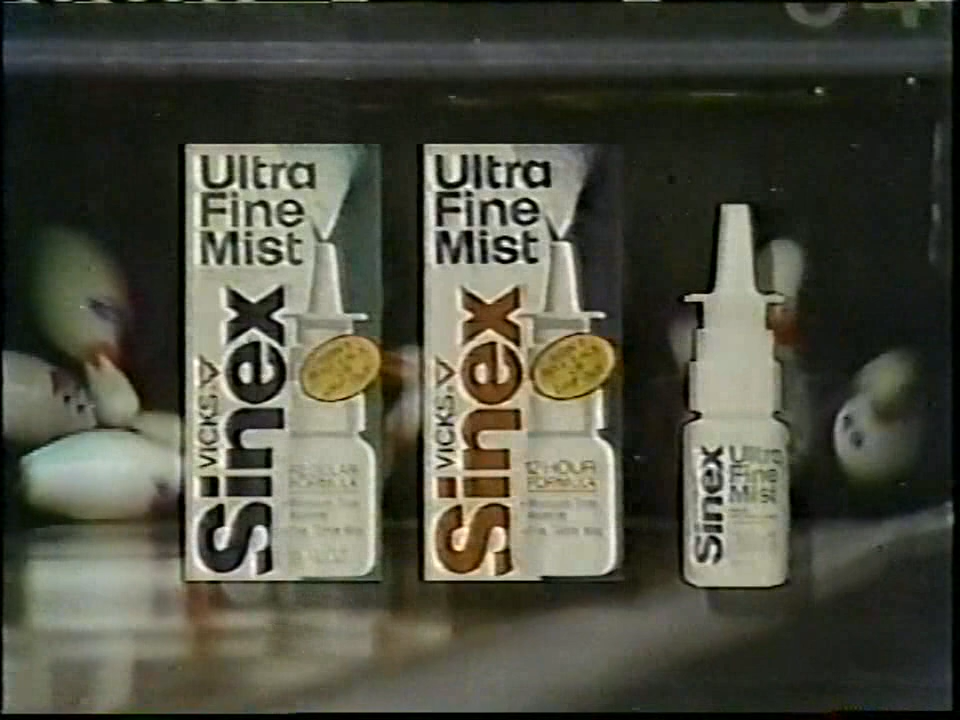 Ultra
Fine
Mist
VICKS
Sinex
REGULAR
FORMULA
Ultra
Fine
Mist
VICKS
Sinex
12 HOUR
FORMULA
Sinex
Ultra
Fine
Mist